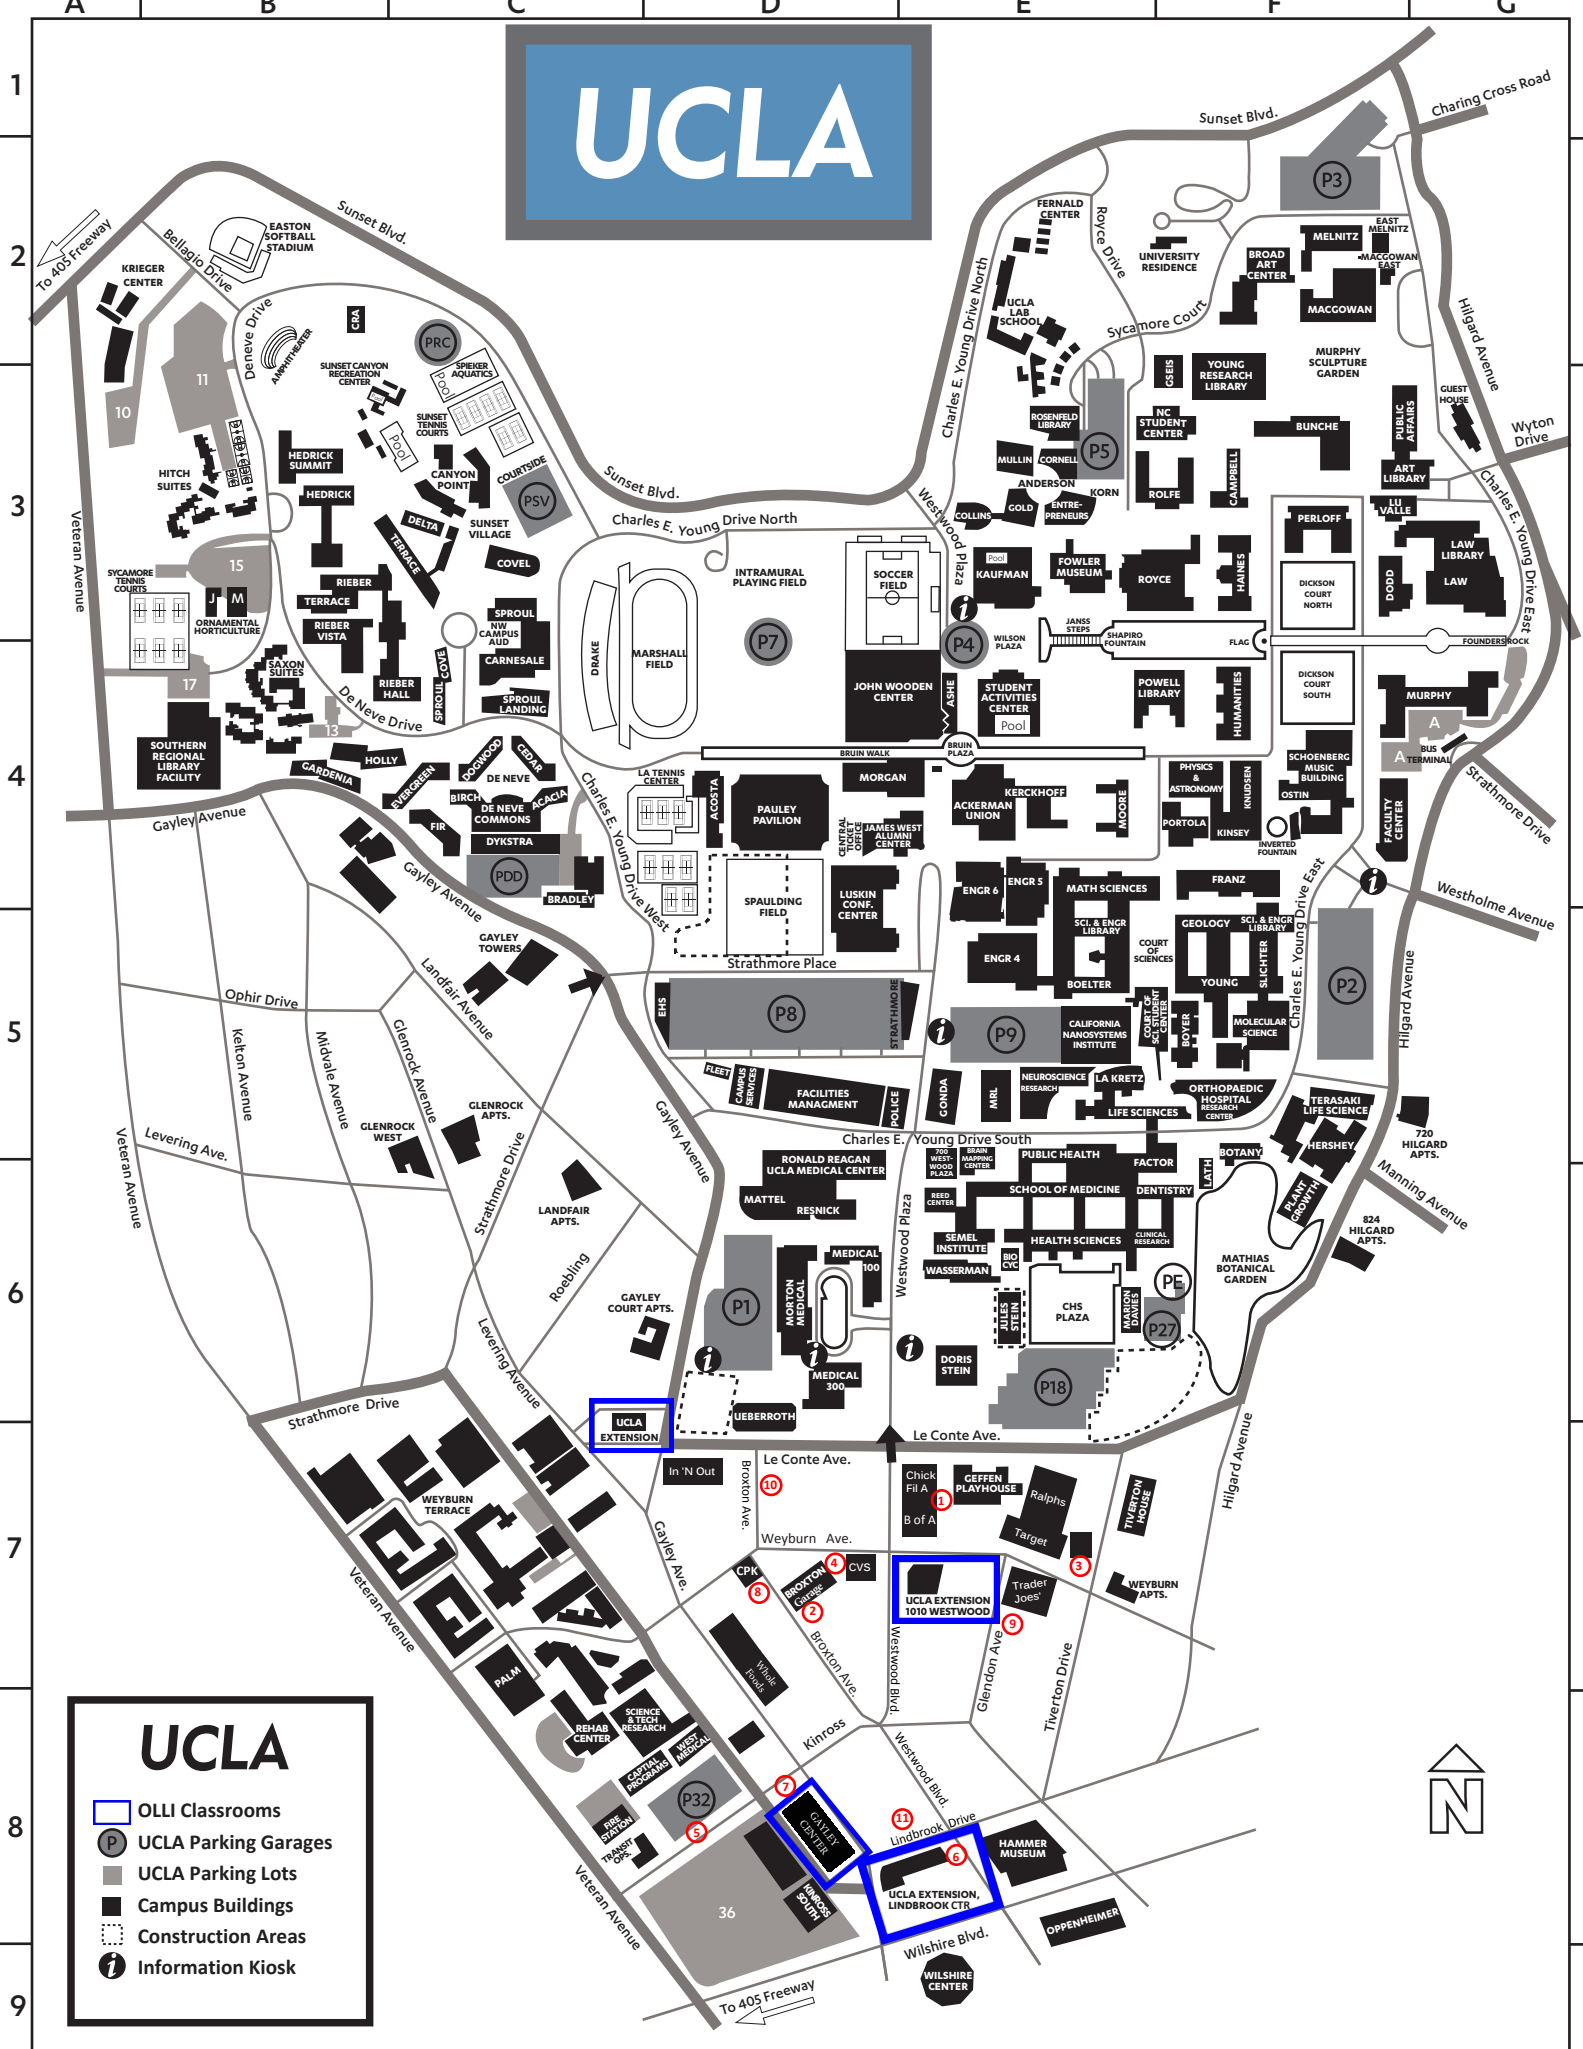 A
B
C
D
E
F
G
1
2
3
4
5
6
7
8
9
UCLA
Sunset Blvd.
Charing Cross Road
P3
To 405 Freeway
KRIEGER
CENTER
Bellagio Drive
EASTON
SOFTBALL
STADIUM
Sunset Blvd.
Deneve Drive
CRA
AMPHITHEATER
PRC
SPIEKER
AQUATICS
Pool
SUNSET CANYON
RECREATION
CENTER
Pool
SUNSET
TENNIS
COURTS
Pool
10
11
FERNALD
CENTER
Royce Drive
UNIVERSITY
RESIDENCE
Charles E. Young Drive North
UCLA
LAB
SCHOOL
Sycamore Court
BROAD
ART
CENTER
MELNITZ
EAST
MELNITZ
MACGOWAN
EAST
MACGOWAN
Hilgard Avenue
MURPHY
SCULPTURE
GARDEN
GSEIS
YOUNG
RESEARCH
LIBRARY
GUEST
HOUSE
Wyton
Drive
PUBLIC
AFFAIRS
BUNCHE
ART
LIBRARY
LU
VALLE
NC
STUDENT
CENTER
ROLFE
CAMPBELL
ROSENFELD
LIBRARY
P5
MULLIN
CORNELL
ANDERSON
KORN
COLLINS
GOLD
ENTRE-
PRENEURS
HITCH
SUITES
HEDRICK
SUMMIT
HEDRICK
CANYON
POINT
COURTSIDE
PSV
DELTA
TERRACE
SUNSET
VILLAGE
COVEL
Sunset Blvd.
Charles E. Young Drive North
Westwood Plaza
Veteran Avenue
SYCAMORE
TENNIS
COURTS
15
J
M
ORNAMENTAL
HORTICULTURE
RIEBER
TERRACE
RIEBER
VISTA
RIEBER
HALL
SPROUL
NW
CAMPUS
AUD
CARNESALE
SPROUL
COVE
SPROUL
LANDING
INTRAMURAL
PLAYING FIELD
SOCCER
FIELD
Pool
KAUFMAN
FOWLER
MUSEUM
ROYCE
HAINES
PERLOFF
DICKSON
COURT
NORTH
DODD
LAW
LIBRARY
LAW
Charles E. Young Drive East
DRAKE
MARSHALL
FIELD
P7
P4
WILSON
PLAZA
JANSS
STEPS
SHAPIRO
FOUNTAIN
FLAG
FOUNDERS ROCK
17
SAXON
SUITES
De Neve Drive
13
JOHN WOODEN
CENTER
ASHE
STUDENT
ACTIVITIES
CENTER
Pool
POWELL
LIBRARY
HUMANITIES
DICKSON
COURT
SOUTH
MURPHY
A
A
BUS
TERMINAL
Strathmore Drive
SOUTHERN
REGIONAL
LIBRARY
FACILITY
GARDENIA
HOLLY
EVERGREEN
DOGWOOD
CEDAR
DE NEVE
BIRCH
ACACIA
DE NEVE
COMMONS
FIR
DYKSTRA
PDD
BRADLEY
Gayley Avenue
Gayley Avenue
BRUIN WALK
BRUIN
PLAZA
LA TENNIS
CENTER
ACOSTA
PAULEY
PAVILION
MORGAN
CENTRAL
TICKET
OFFICE
JAMES WEST
ALUMNI
CENTER
ACKERMAN
UNION
KERCKHOFF
MOORE
PHYSICS
&
ASTRONOMY
KNUDSEN
PORTOLA
KINSEY
SCHOENBERG
MUSIC
BUILDING
OSTIN
INVERTED
FOUNTAIN
FACULTY
CENTER
Charles E. Young Drive West
SPAULDING
FIELD
LUSKIN
CONF.
CENTER
ENGR 6
ENGR 5
MATH SCIENCES
SCI. & ENGR
LIBRARY
ENGR 4
BOELTER
COURT
OF
SCIENCES
FRANZ
GEOLOGY
SCI. & ENGR
LIBRARY
SLICHTER
YOUNG
Charles E. Young Drive East
Westholme Avenue
P2
Hilgard Avenue
GAYLEY
TOWERS
Landfair Avenue
Strathmore Place
EHS
P8
STRATHMORE
P9
CALIFORNIA
NANOSYSTEMS
INSTITUTE
COURT OF
SCI. STUDENT
CENTER
BOYER
MOLECULAR
SCIENCE
Ophir Drive
Kelton Avenue
Midvale Avenue
Glenrock Avenue
FLEET
CAMPUS
SERVICES
FACILITIES
MANAGMENT
POLICE
GONDA
MRL
NEUROSCIENCE
RESEARCH
LA KRETZ
LIFE SCIENCES
ORTHOPAEDIC
HOSPITAL
RESEARCH
CENTER
TERASAKI
LIFE SCIENCE
HERSHEY
720
HILGARD
APTS.
Charles E. Young Drive South
GLENROCK
APTS.
GLENROCK
WEST
Levering Ave.
Veteran Avenue
Strathmore Drive
Gayley Avenue
RONALD REAGAN
UCLA MEDICAL CENTER
MATTEL
RESNICK
700
WEST-
WOOD
PLAZA
BRAIN
MAPPING
CENTER
PUBLIC HEALTH
FACTOR
REED
CENTER
SCHOOL OF MEDICINE
DENTISTRY
LATH
BOTANY
PLANT
GROWTH
Manning Avenue
LANDFAIR
APTS.
SEMEL
INSTITUTE
HEALTH SCIENCES
CLINICAL
RESEARCH
824
HILGARD
APTS.
Roebling
Westwood Plaza
MEDICAL
100
WASSERMAN
BIO
CYC
MATHIAS
BOTANICAL
GARDEN
GAYLEY
COURT APTS.
P1
MORTON
MEDICAL
JULES
STEIN
CHS
PLAZA
MARION
DAVIES
PE
P27
Levering Avenue
MEDICAL
300
DORIS
STEIN
P18
Strathmore Drive
UCLA
EXTENSION
UEBERROTH
Le Conte Ave.
Le Conte Ave.
In 'N Out
Broxton Ave.
10
Chick
Fil A
1
B of A
GEFFEN
PLAYHOUSE
Ralphs
Target
TIVERTON
HOUSE
Hilgard Avenue
WEYBURN
TERRACE
Weyburn Ave.
Gayley Ave.
CPK
8
BROXTON
Garage
4
CVS
2
3
UCLA EXTENSION
1010 WESTWOOD
Trader
Joes'
9
WEYBURN
APTS.
Veteran Avenue
Broxton Ave.
Westwood Blvd.
Glendon Ave
Tiverton Drive
Whole
Foods
PALM
REHAB
CENTER
SCIENCE
& TECH
RESEARCH
WEST
MEDICAL
CAPTIAL
PROGRAMS
Kinross
Westwood Blvd.
P32
5
FIRE
STATION
TRANSIT
OPS.
7
GAYLEY
CENTER
11
Lindbrook Drive
6
HAMMER
MUSEUM
UCLA EXTENSION,
LINDBROOK CTR
36
KINROSS
SOUTH
Veteran Avenue
Wilshire Blvd.
OPPENHEIMER
WILSHIRE
CENTER
To 405 Freeway
N
UCLA
OLLI Classrooms
P UCLA Parking Garages
UCLA Parking Lots
Campus Buildings
Construction Areas
i Information Kiosk